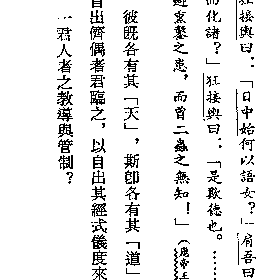 狂接輿曰：「日中始何以語女？」肩吾曰
而化諸？」狂接輿曰：「是欺德也。……
避熏鑿之患，而曾二蟲之無知！」（應帝王
彼既各有其「天」，斯卽各有其「道」
自出儕偶者君臨之，以自出其經式儀度來
一君人者之教導與管制？